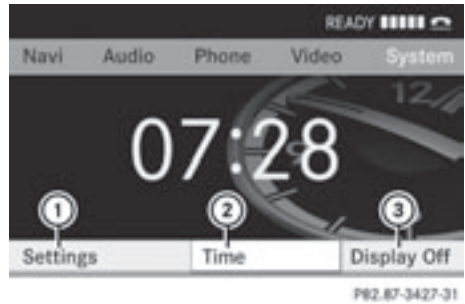 READY
Navi Audio Phone Video System
12
9
07:28
1 2 3
Settings Time Display Off
P82.87-3427-31